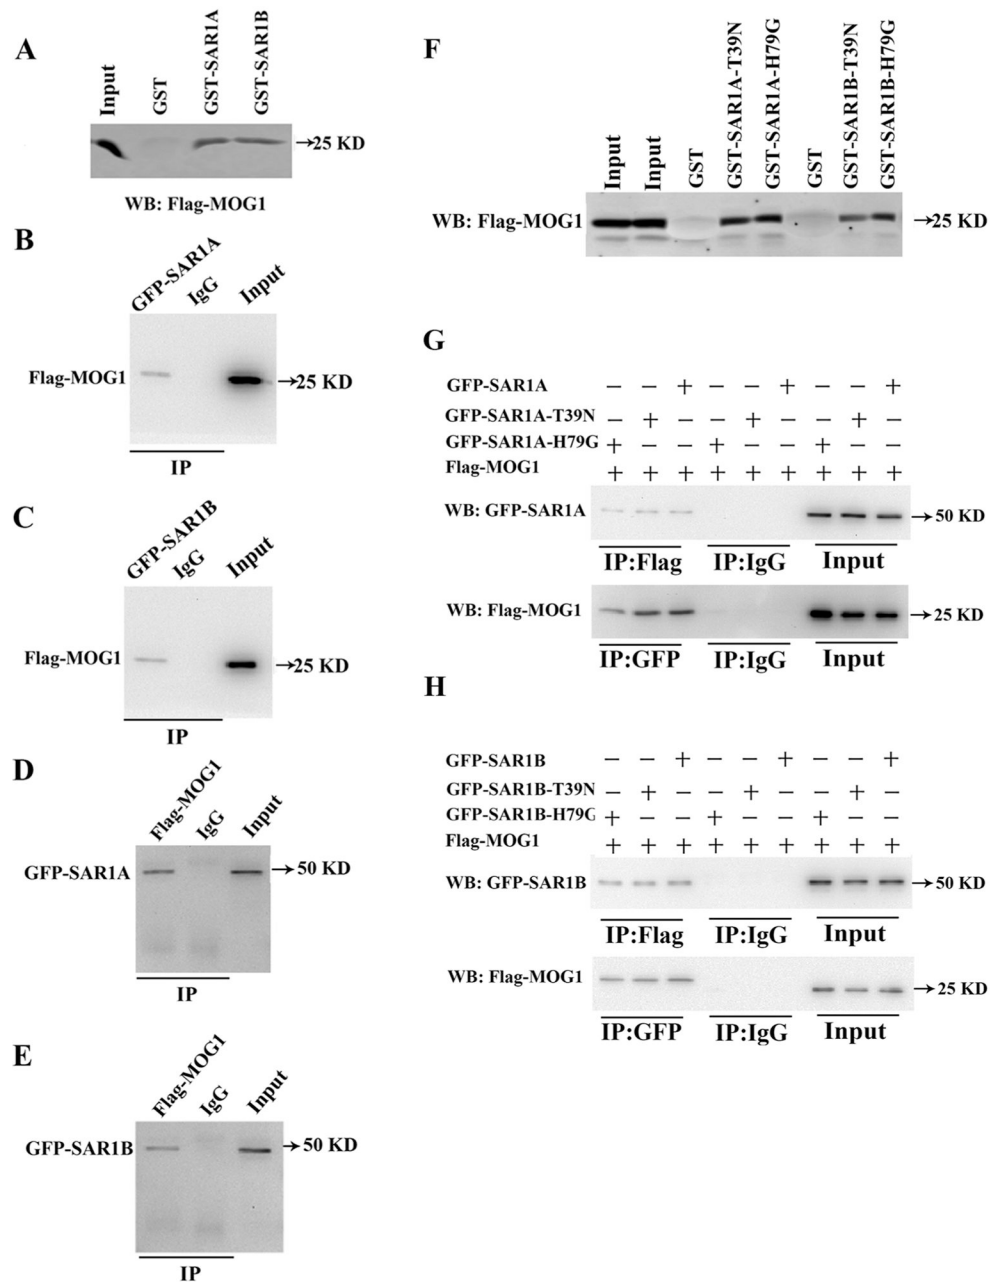 A
Input
GST
GST-SAR1A
GST-SAR1B
→25 KD
WB: Flag-MOG1
B
GFP-SAR1A
IgG
Input
Flag-MOG1
→25 KD
IP
C
GFP-SAR1B
IgG
Input
Flag-MOG1
→25 KD
IP
D
Flag-MOG1
IgG
Input
GFP-SAR1A
→50 KD
IP
E
Flag-MOG1
IgG
Input
GFP-SAR1B
→50 KD
IP
F
Input
Input
GST
GST-SAR1A-T39N
GST-SAR1A-H79G
GST
GST-SAR1B-T39N
GST-SAR1B-H79G
WB: Flag-MOG1
→25 KD
G
GFP-SAR1A − − + − − + − − +
GFP-SAR1A-T39N − + − − + − − + −
GFP-SAR1A-H79G + − − + − − + − −
Flag-MOG1 + + + + + + + + +
WB: GFP-SAR1A →50 KD
IP:Flag IP:IgG Input
WB: Flag-MOG1 →25 KD
IP:GFP IP:IgG Input
H
GFP-SAR1B − − + − − + − − +
GFP-SAR1B-T39N − + − − + − − + −
GFP-SAR1B-H79G + − − + − − + − −
Flag-MOG1 + + + + + + + + +
WB: GFP-SAR1B →50 KD
IP:Flag IP:IgG Input
WB: Flag-MOG1 →25 KD
IP:GFP IP:IgG Input